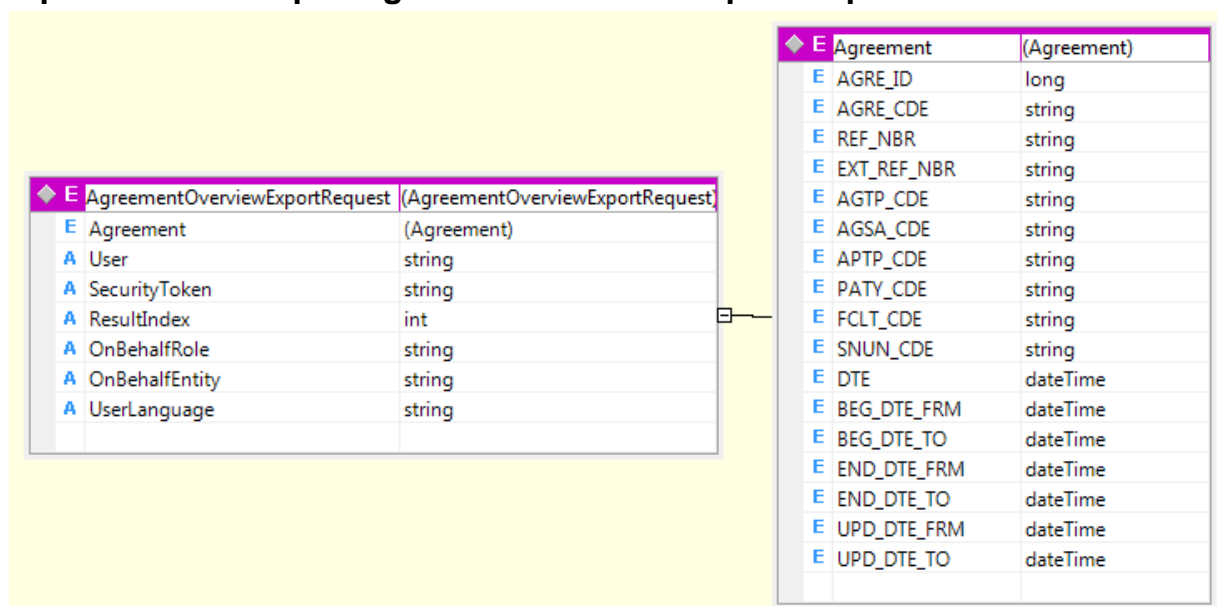 E AgreementOverviewExportRequest (AgreementOverviewExportRequest)
E Agreement (Agreement)
A User string
A SecurityToken string
A ResultIndex int
A OnBehalfRole string
A OnBehalfEntity string
A UserLanguage string
E Agreement (Agreement)
E AGRE_ID long
E AGRE_CDE string
E REF_NBR string
E EXT_REF_NBR string
E AGTP_CDE string
E AGSA_CDE string
E APTP_CDE string
E PATY_CDE string
E FCLT_CDE string
E SNUN_CDE string
E DTE dateTime
E BEG_DTE_FRM dateTime
E BEG_DTE_TO dateTime
E END_DTE_FRM dateTime
E END_DTE_TO dateTime
E UPD_DTE_FRM dateTime
E UPD_DTE_TO dateTime